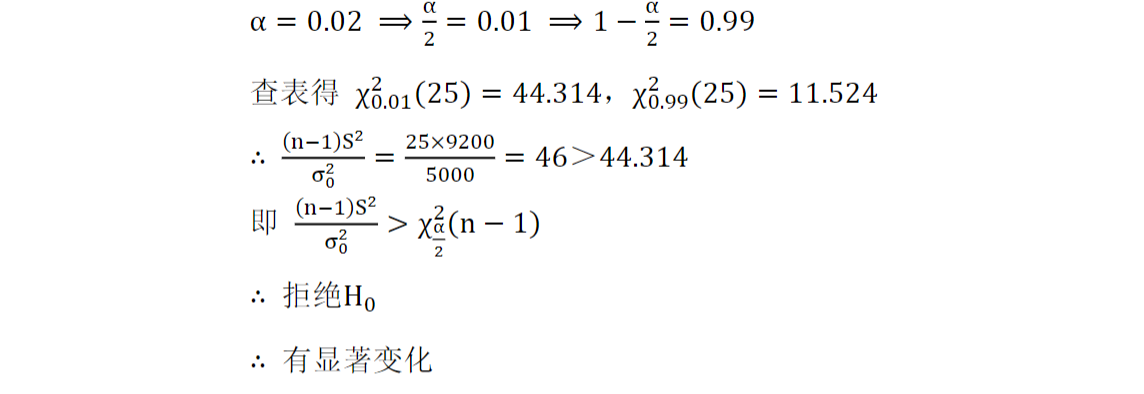 α = 0.02 ⟹ α/2 = 0.01 ⟹ 1 − α/2 = 0.99
查表得 χ²₀.₀₁(25) = 44.314，χ²₀.₉₉(25) = 11.524
∴ (n−1)S²/σ₀² = 25×9200/5000 = 46＞44.314
即 (n−1)S²/σ₀² > χ²_(α/2)(n − 1)
∴ 拒绝H₀
∴ 有显著变化